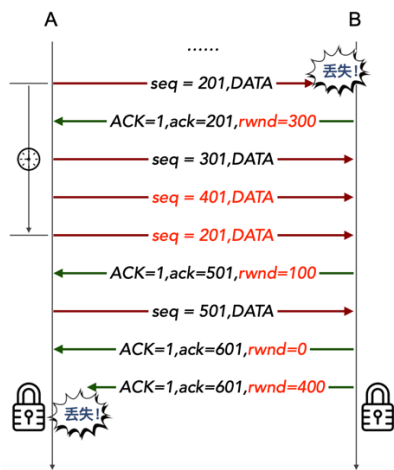 A
B
......
丢失!
seq = 201,DATA
ACK=1,ack=201,rwnd=300
seq = 301,DATA
seq = 401,DATA
seq = 201,DATA
ACK=1,ack=501,rwnd=100
seq = 501,DATA
ACK=1,ack=601,rwnd=0
ACK=1,ack=601,rwnd=400
丢失!